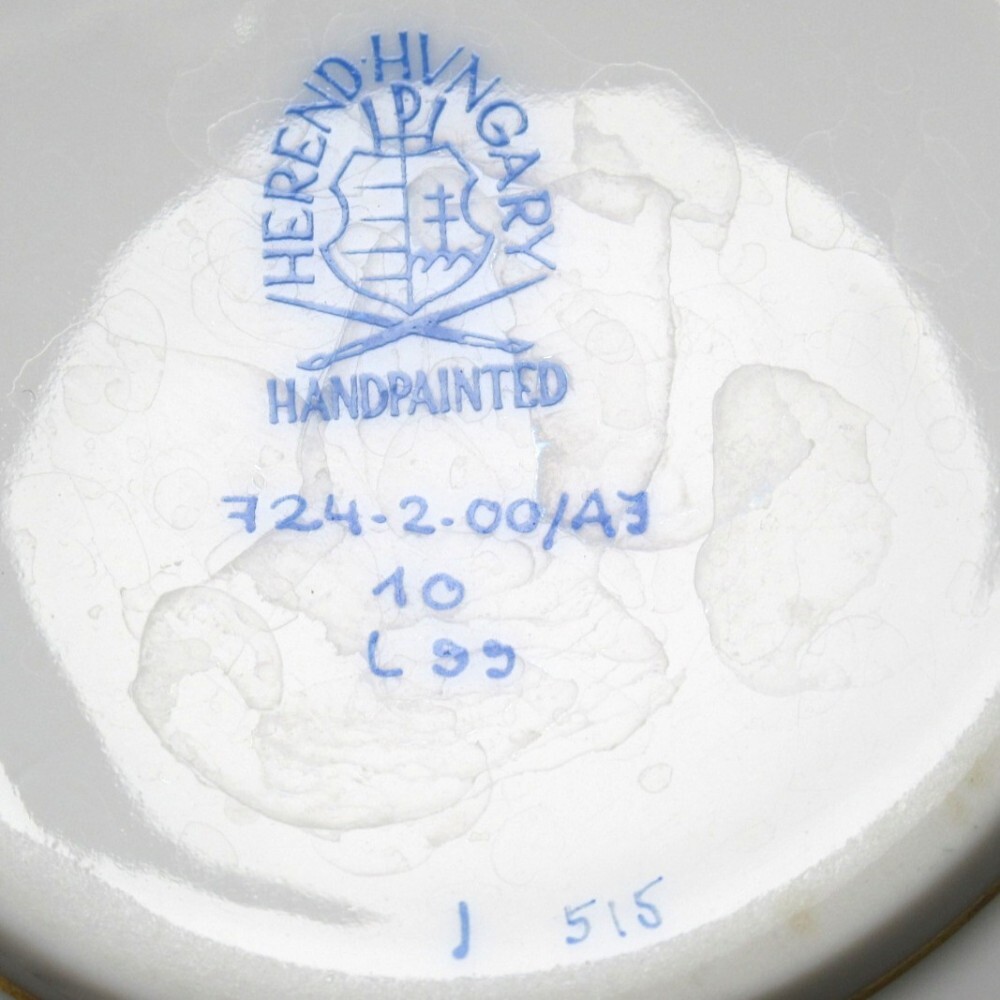 HEREND·HUNGARY
HANDPAINTED
724-2-00/AJ
10
L 99
J 515